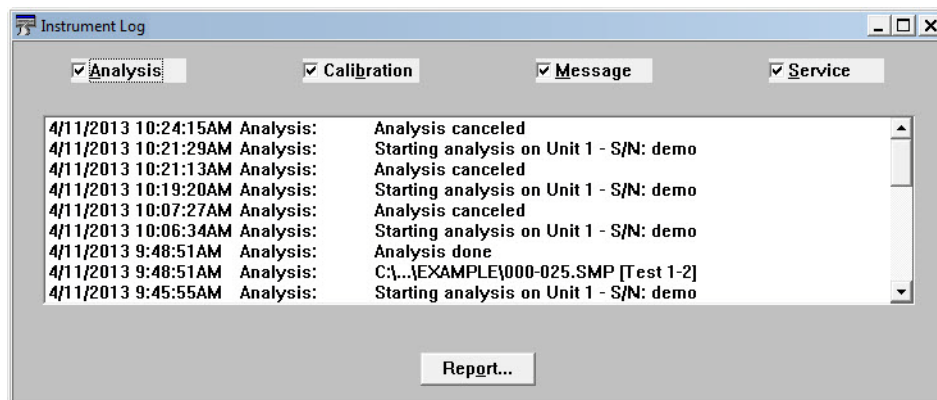 Instrument Log
Analysis Calibration Message Service
4/11/2013 10:24:15AM Analysis: Analysis canceled
4/11/2013 10:21:29AM Analysis: Starting analysis on Unit 1 - S/N: demo
4/11/2013 10:21:13AM Analysis: Analysis canceled
4/11/2013 10:19:20AM Analysis: Starting analysis on Unit 1 - S/N: demo
4/11/2013 10:07:27AM Analysis: Analysis canceled
4/11/2013 10:06:34AM Analysis: Starting analysis on Unit 1 - S/N: demo
4/11/2013 9:48:51AM Analysis: Analysis done
4/11/2013 9:48:51AM Analysis: C:\...\EXAMPLE\000-025.SMP [Test 1-2]
4/11/2013 9:45:55AM Analysis: Starting analysis on Unit 1 - S/N: demo
Report...